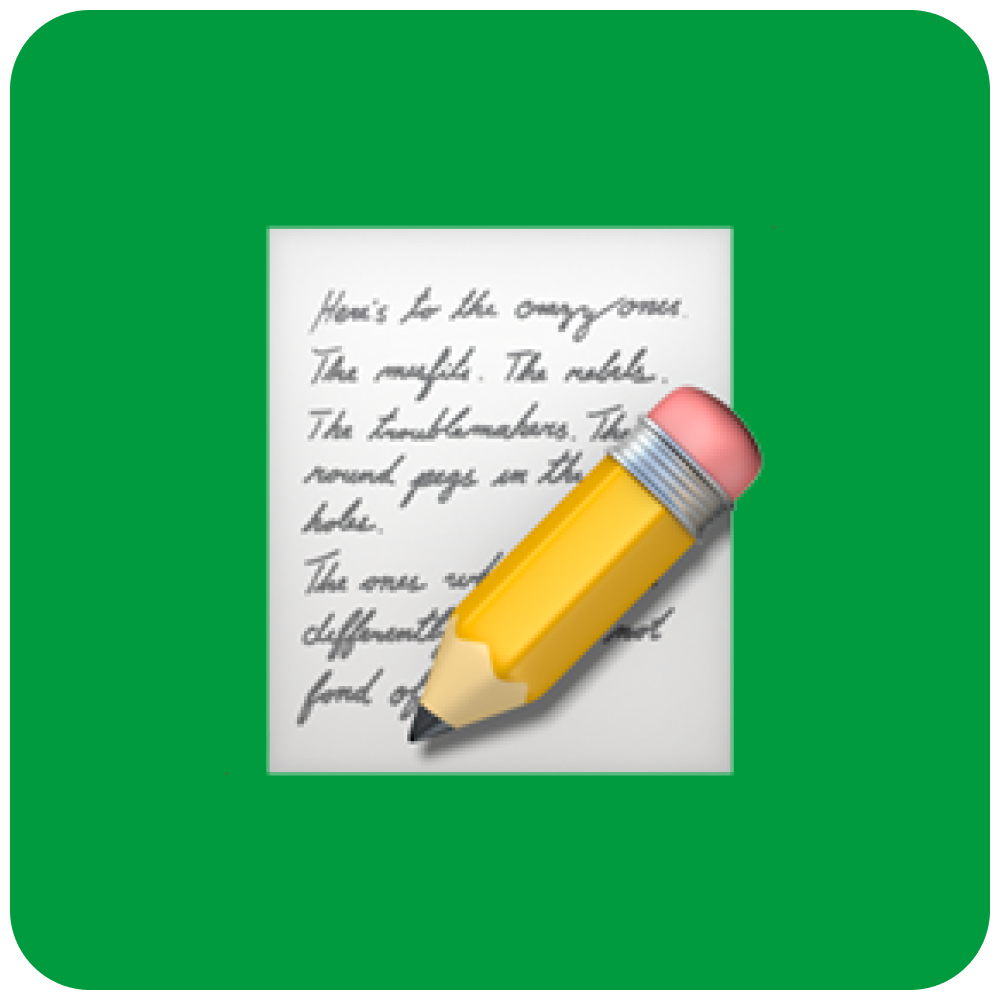 Here's to the crazy ones.
The misfits. The rebels.
The troublemakers. The
round pegs in the
holes.
The ones
differently not
fond of